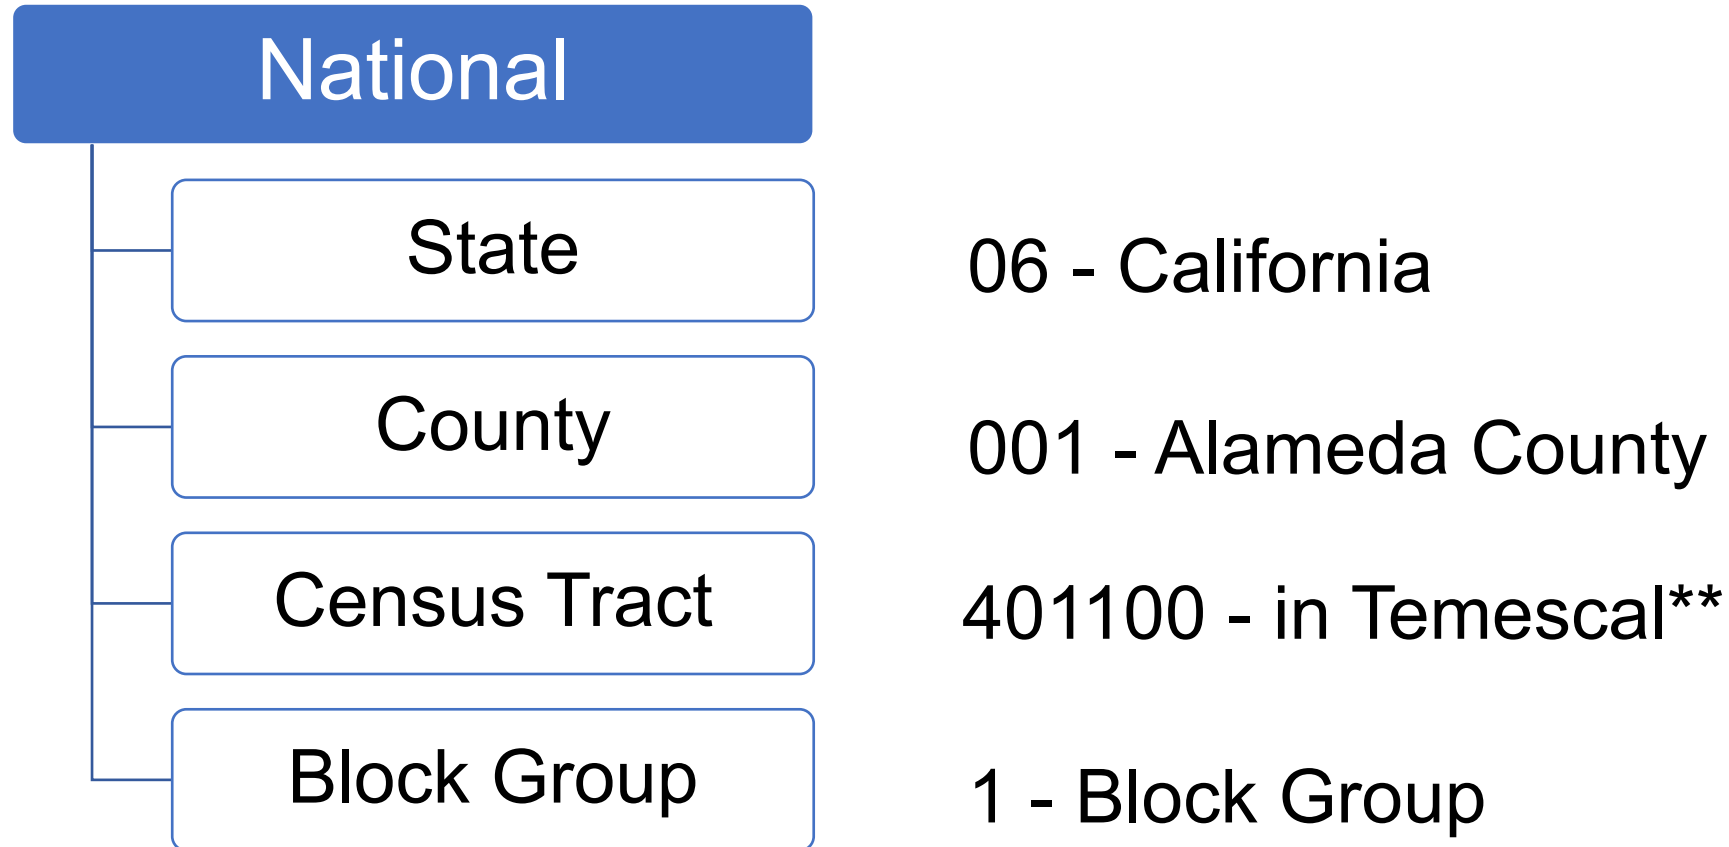 National
State
06 - California
County
001 - Alameda County
Census Tract
401100 - in Temescal**
Block Group
1 - Block Group